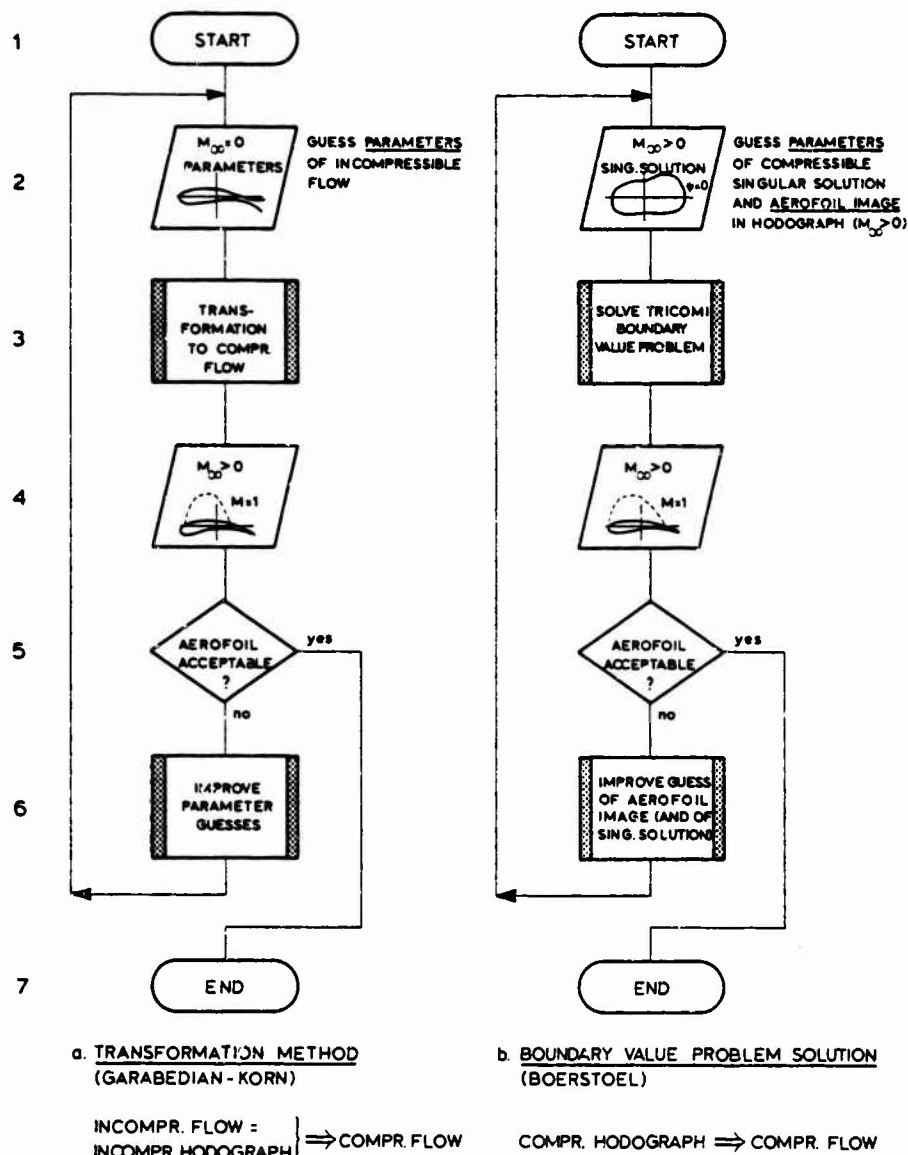 1
START
2
M∞=0
PARAMETERS
GUESS PARAMETERS
OF INCOMPRESSIBLE
FLOW
3
TRANS-
FORMATION
TO COMPR.
FLOW
4
M∞>0
M=1
5
AEROFOIL
ACCEPTABLE
?
yes
no
6
IMPROVE
PARAMETER
GUESSES
7
END
a. TRANSFORMATION METHOD
(GARABEDIAN-KORN)
INCOMPR. FLOW =
INCOMPR. HODOGRAPH
⇒ COMPR. FLOW
START
M∞>0
SING. SOLUTION
ψ=0
GUESS PARAMETERS
OF COMPRESSIBLE
SINGULAR SOLUTION
AND AEROFOIL IMAGE
IN HODOGRAPH (M∞>0)
SOLVE TRICOMI
BOUNDARY
VALUE PROBLEM
M∞>0
M=1
AEROFOIL
ACCEPTABLE
?
yes
no
IMPROVE GUESS
OF AEROFOIL
IMAGE (AND OF
SING. SOLUTION)
END
b. BOUNDARY VALUE PROBLEM SOLUTION
(BOERSTOEL)
COMPR. HODOGRAPH ⇒ COMPR. FLOW